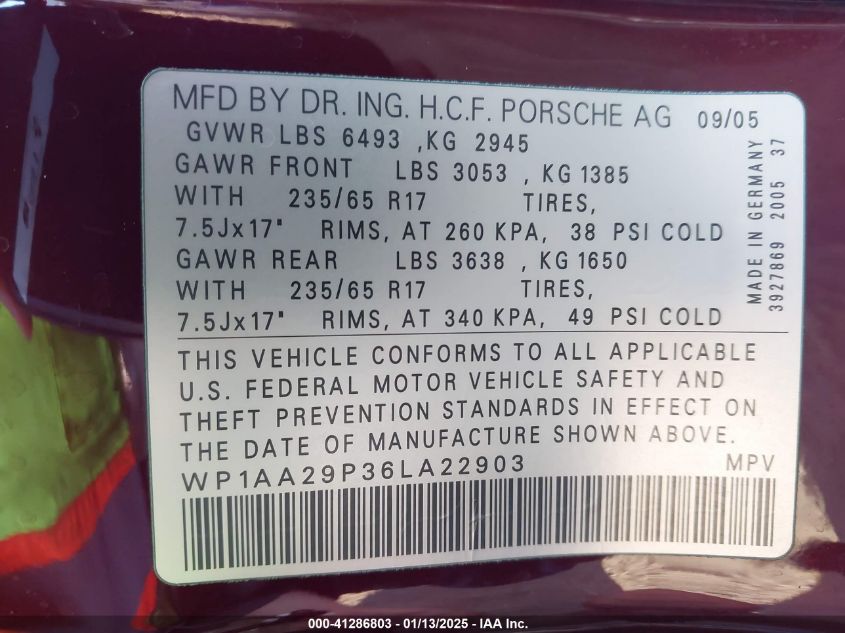 MFD BY DR. ING. H.C.F. PORSCHE AG 09/05
GVWR LBS 6493 ,KG 2945
GAWR FRONT LBS 3053 , KG 1385
WITH 235/65 R17 TIRES,
7.5Jx17" RIMS, AT 260 KPA, 38 PSI COLD
GAWR REAR LBS 3638 , KG 1650
WITH 235/65 R17 TIRES,
7.5Jx17" RIMS, AT 340 KPA, 49 PSI COLD
MADE IN GERMANY
3927869 2005 37
THIS VEHICLE CONFORMS TO ALL APPLICABLE
U.S. FEDERAL MOTOR VEHICLE SAFETY AND
THEFT PREVENTION STANDARDS IN EFFECT ON
THE DATE OF MANUFACTURE SHOWN ABOVE.
WP1AA29P36LA22903 MPV
000-41286803 - 01/13/2025 - IAA Inc.